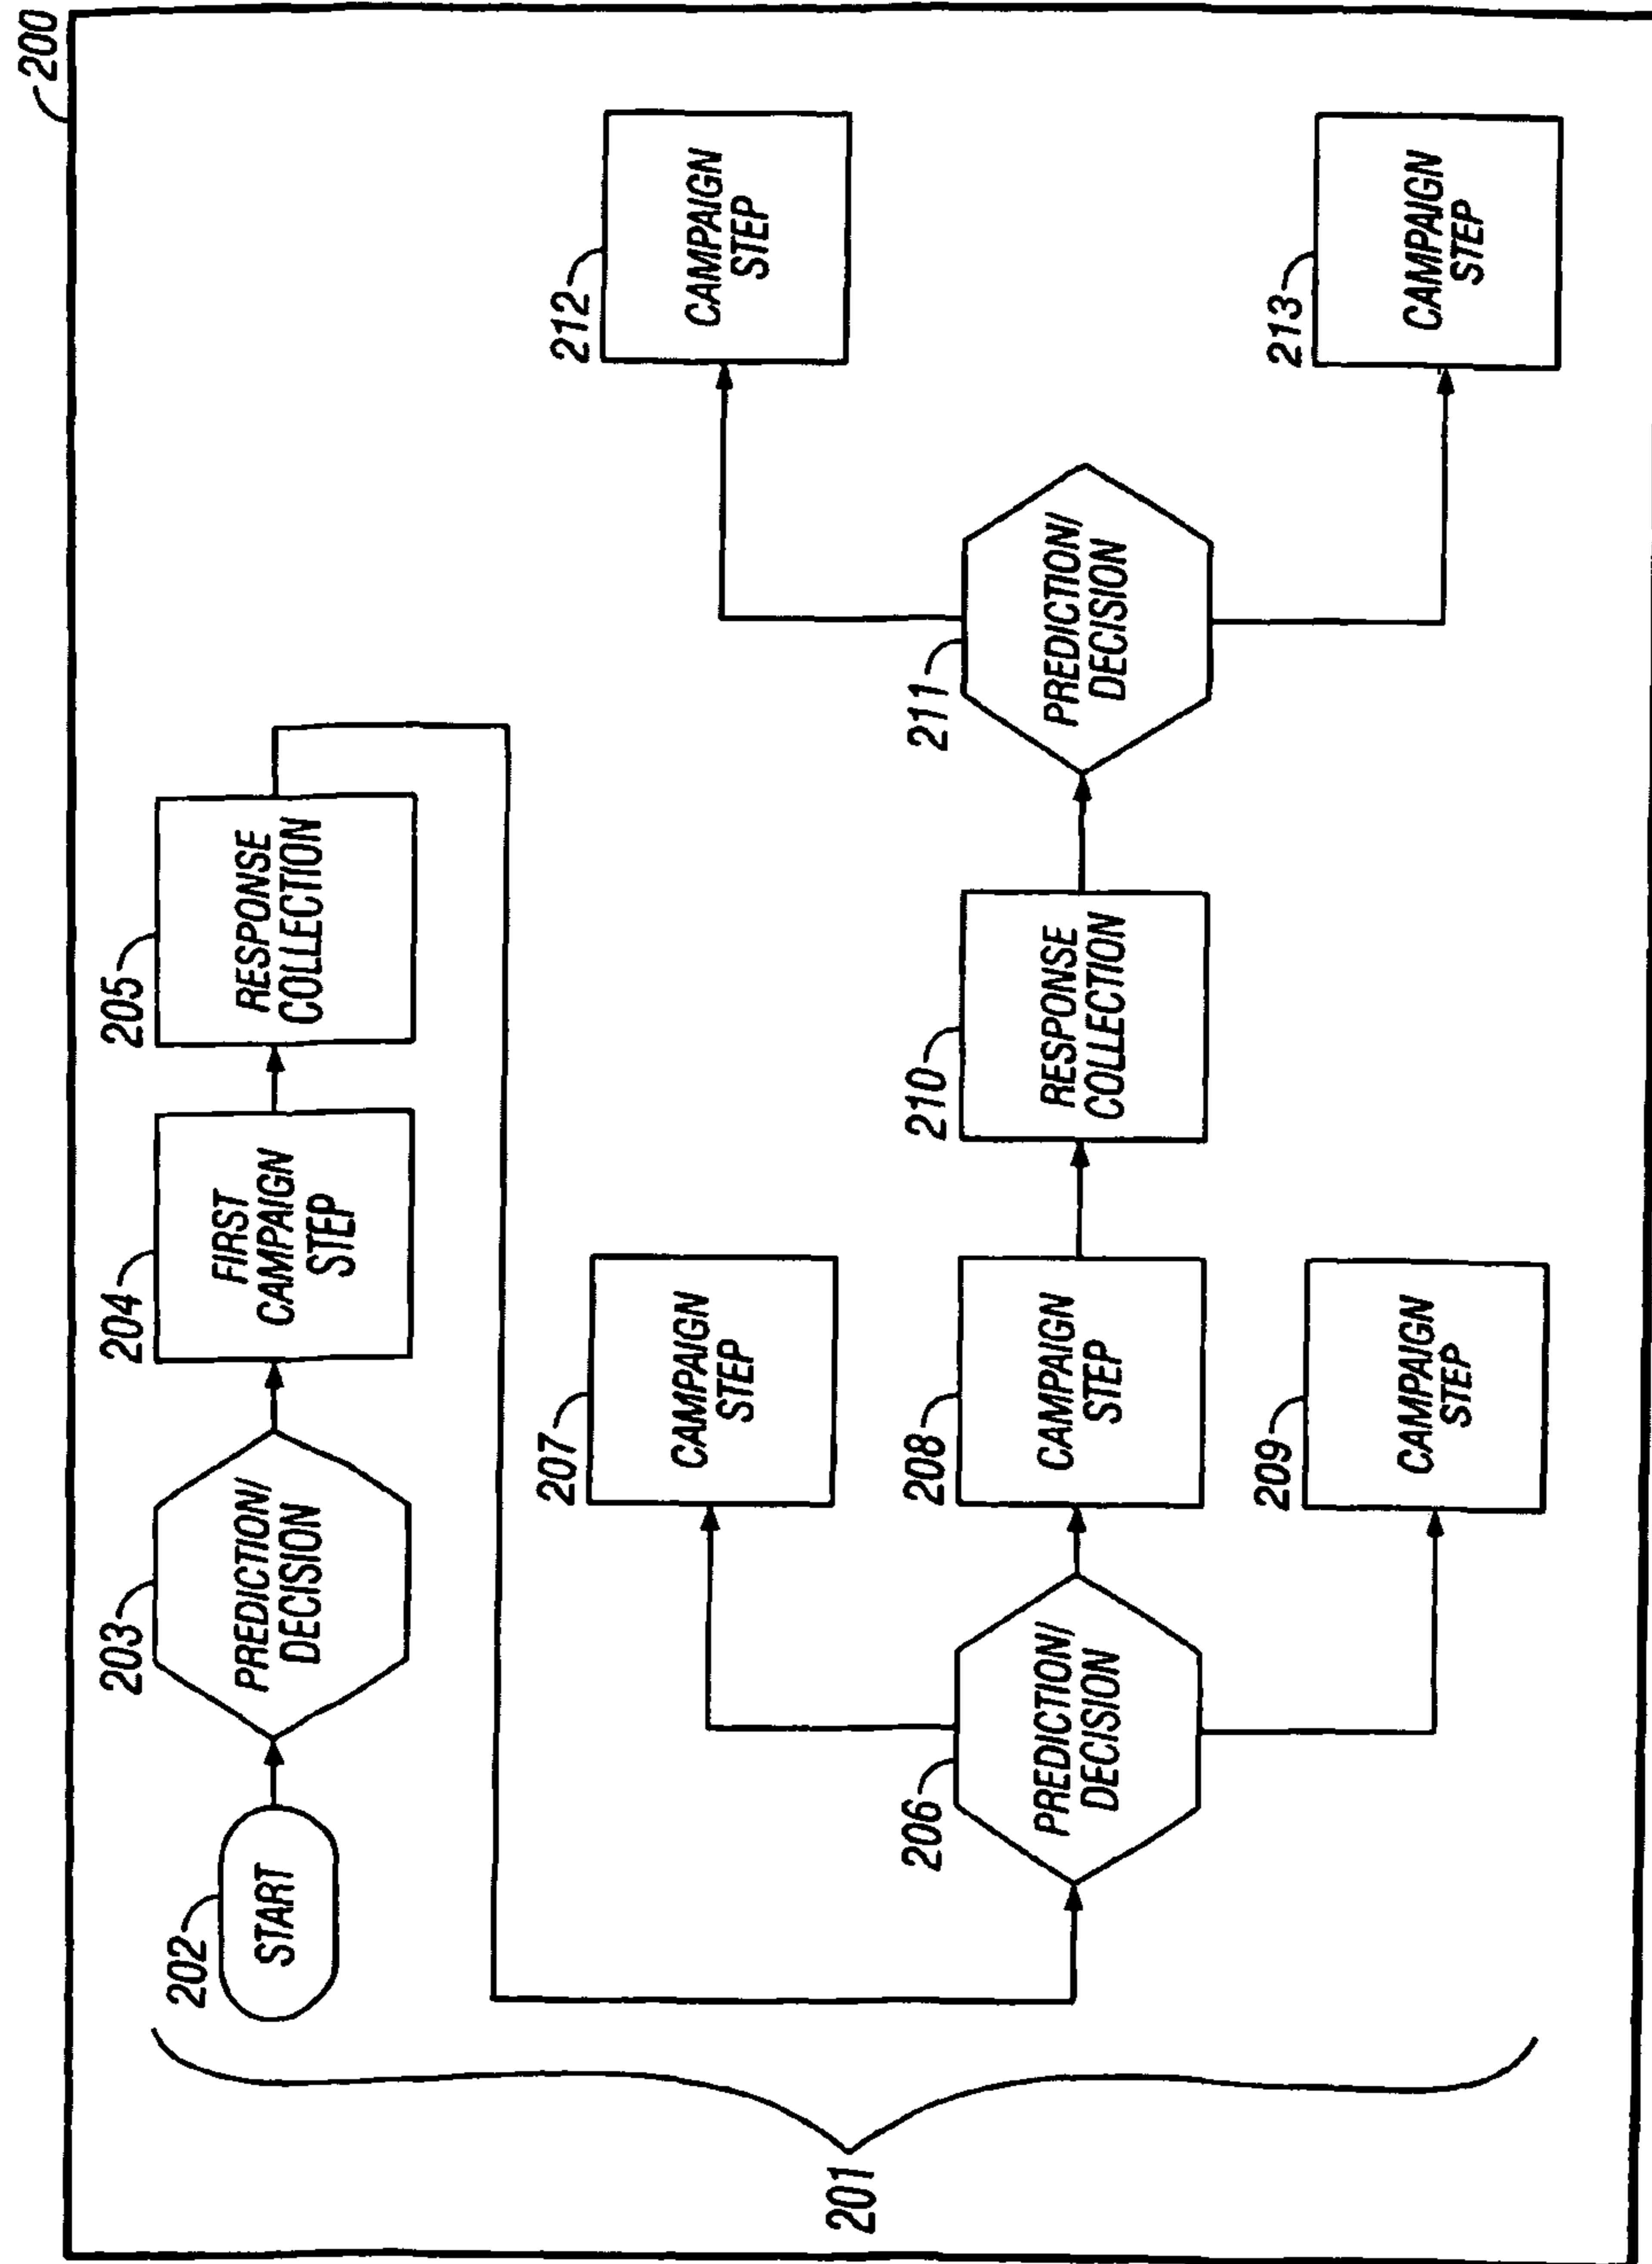 200
202
START
203
PREDICTION/
DECISION
204
FIRST
CAMPAIGN
STEP
205
RESPONSE
COLLECTION
201
206
PREDICTION/
DECISION
207
CAMPAIGN
STEP
208
CAMPAIGN
STEP
209
CAMPAIGN
STEP
210
RESPONSE
COLLECTION
211
PREDICTION/
DECISION
212
CAMPAIGN
STEP
213
CAMPAIGN
STEP